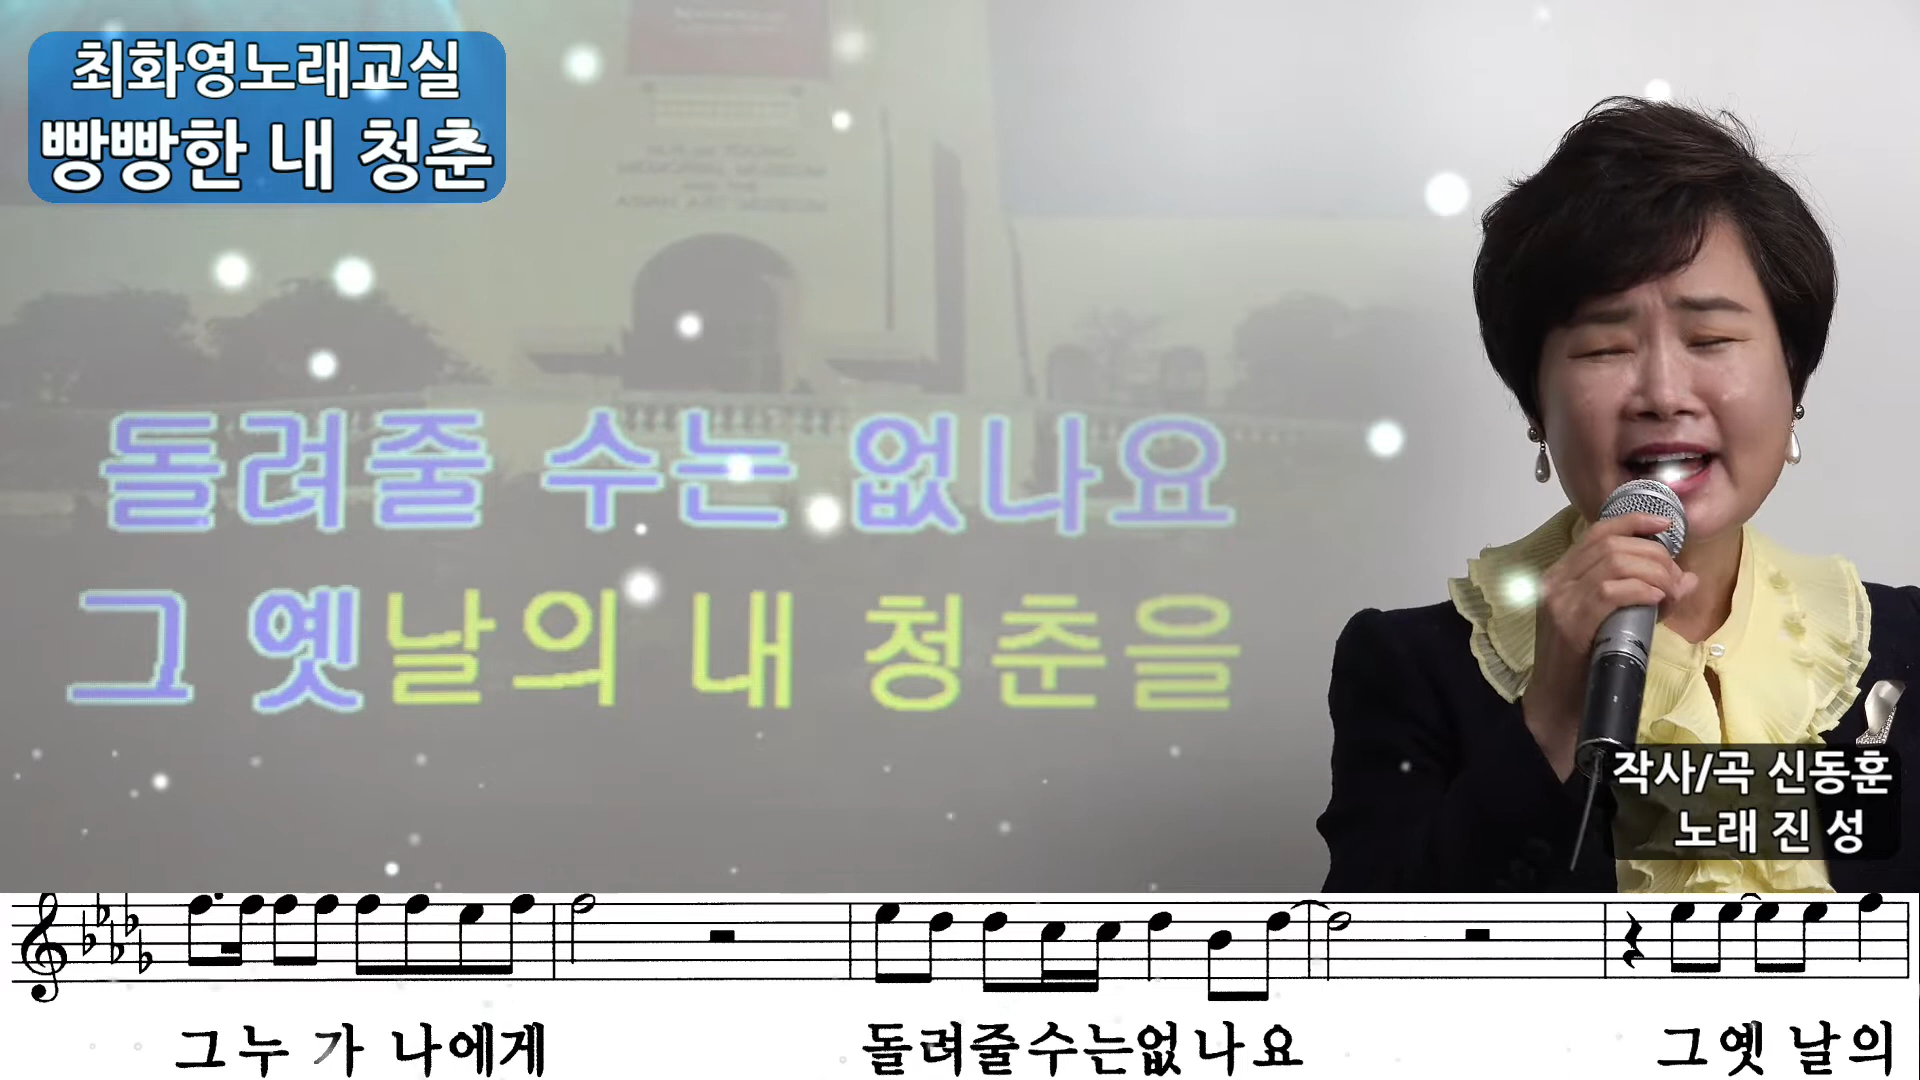 최화영노래교실
빵빵한 내 청춘
돌려줄 수는 없나요
그 옛날의 내 청춘을
작사/곡 신동훈
노래 진 성
그누 가 나에게 돌려줄수는없나요 그옛 날의